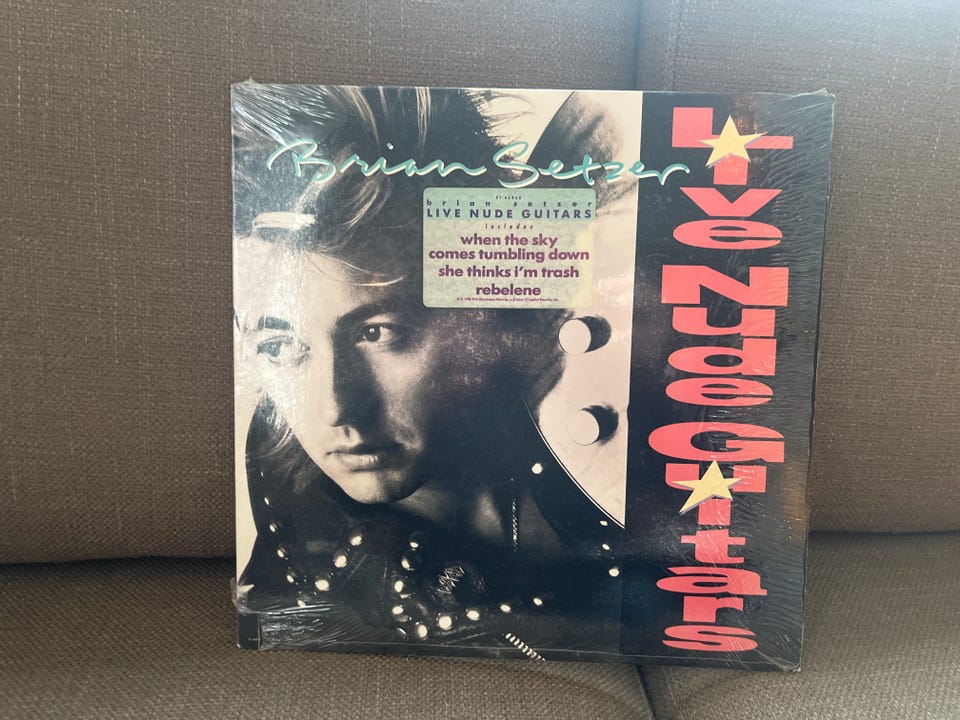 Brian Setzer
brian setzer
LIVE NUDE GUITARS
includes
when the sky
comes tumbling down
she thinks i'm trash
rebelene
Live Nude Guitars